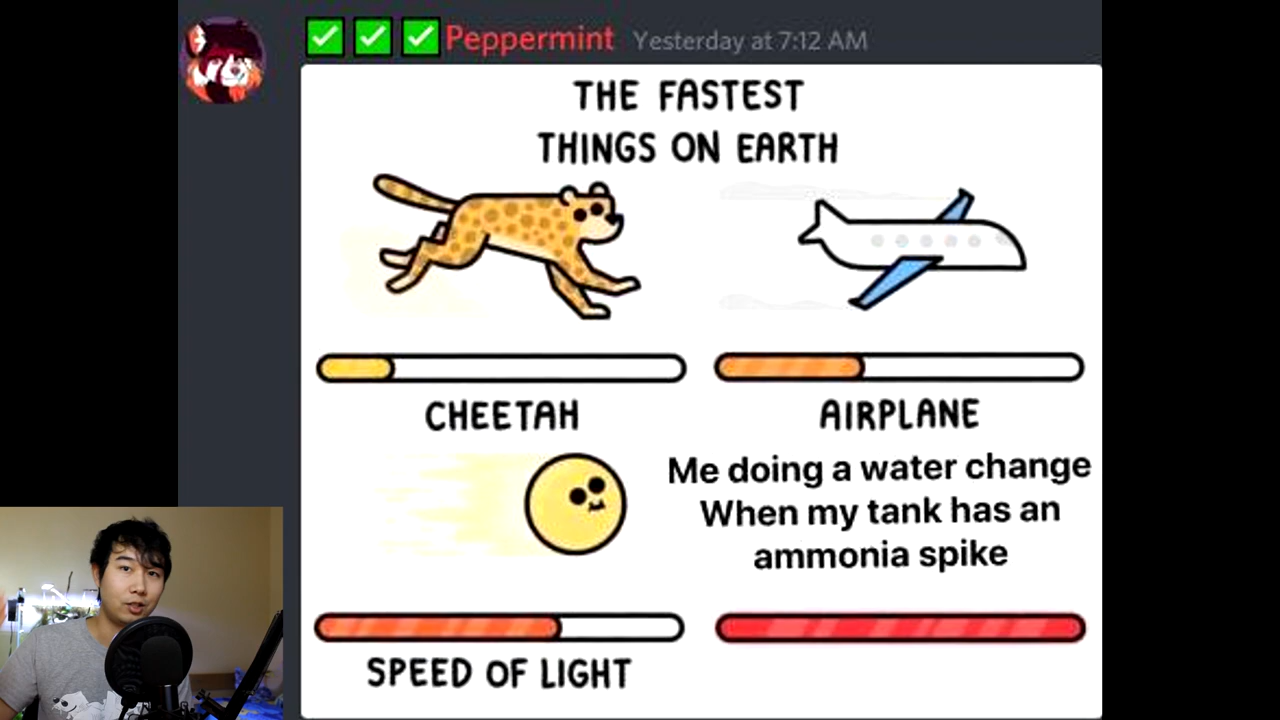 Peppermint Yesterday at 7:12 AM
THE FASTEST
THINGS ON EARTH
CHEETAH
AIRPLANE
Me doing a water change
When my tank has an
ammonia spike
SPEED OF LIGHT